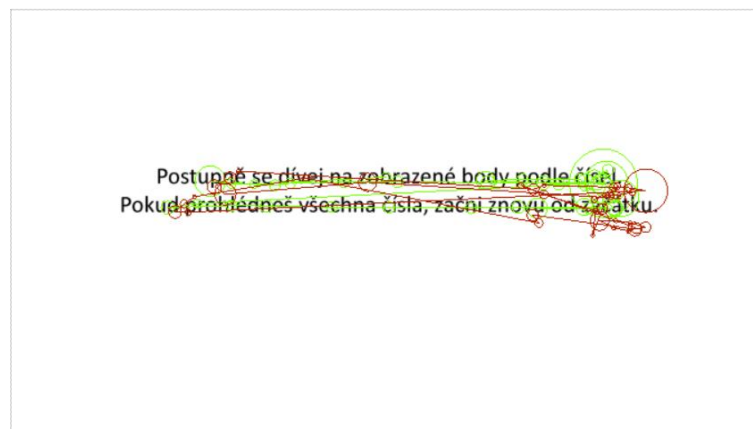 Postupně se dívej na zobrazené body podle čísel.
Pokud prohlédneš všechna čísla, začni znovu od začátku.